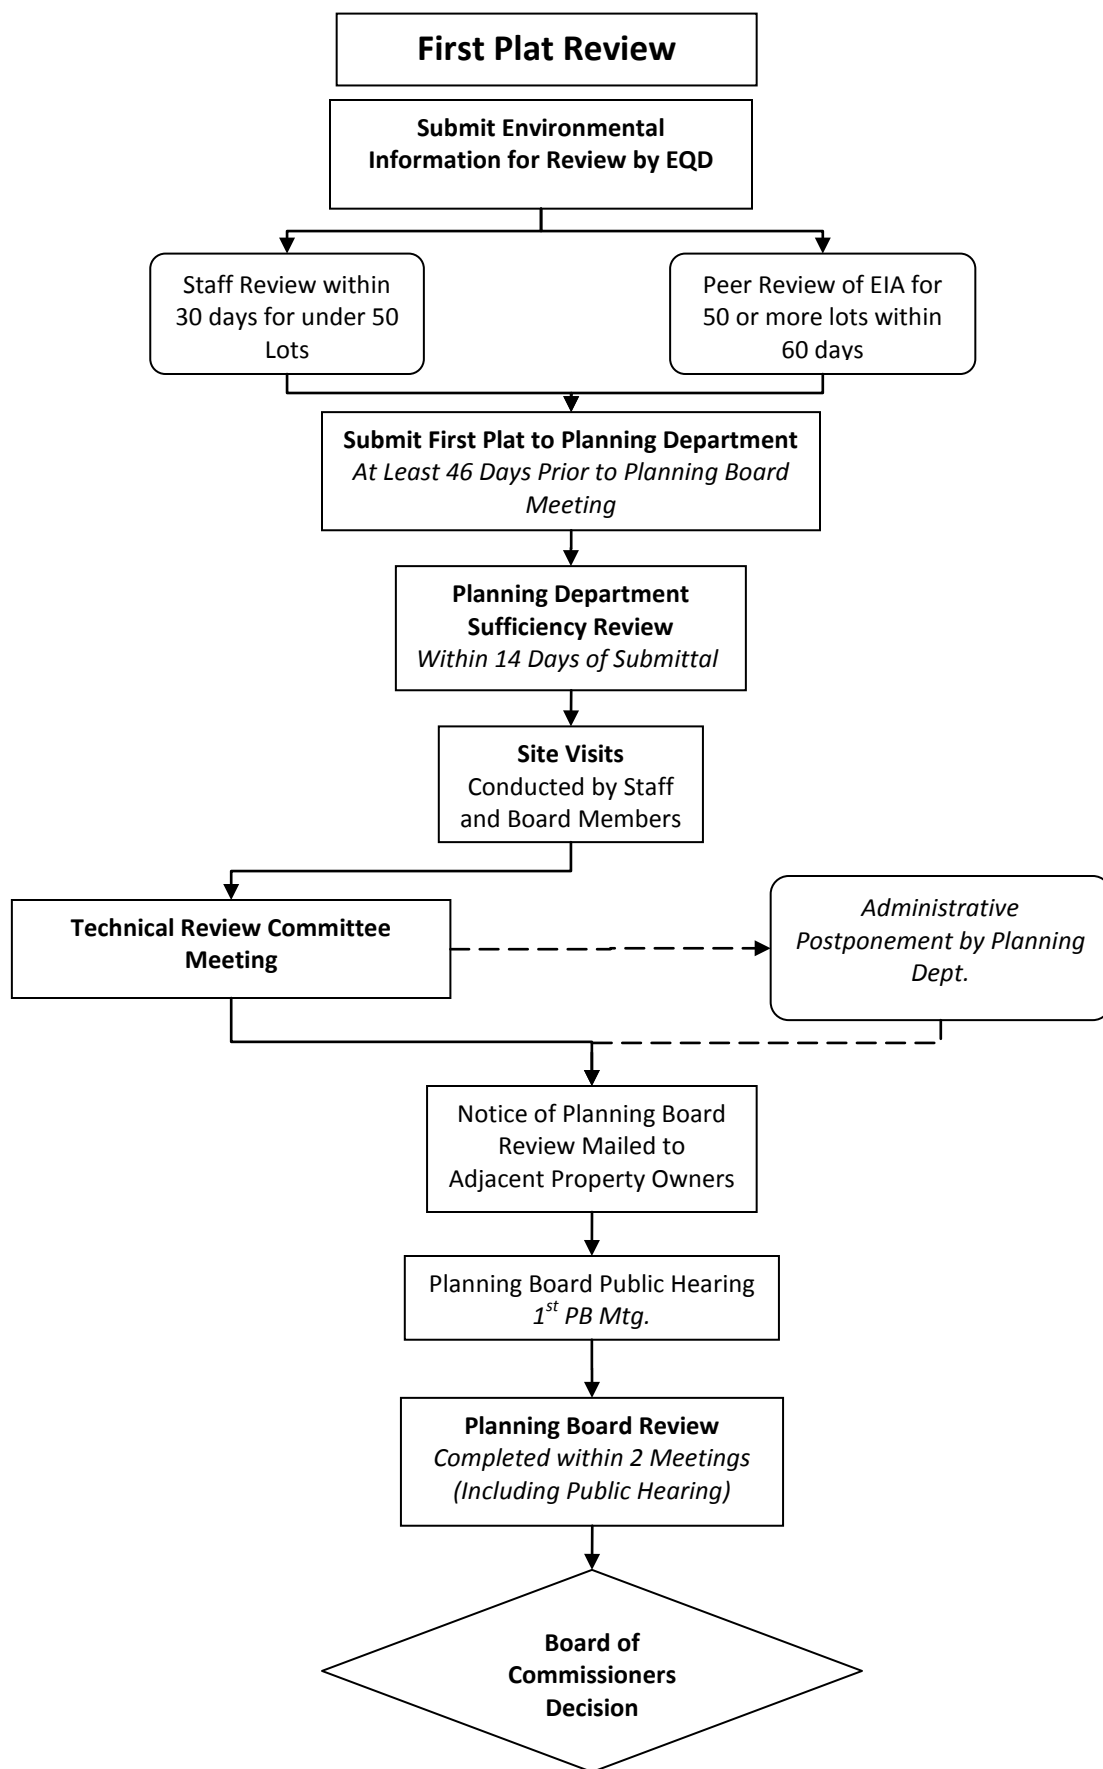 First Plat Review
Submit Environmental
Information for Review by EQD
Staff Review within
30 days for under 50
Lots
Peer Review of EIA for
50 or more lots within
60 days
Submit First Plat to Planning Department
At Least 46 Days Prior to Planning Board
Meeting
Planning Department
Sufficiency Review
Within 14 Days of Submittal
Site Visits
Conducted by Staff
and Board Members
Technical Review Committee
Meeting
Administrative
Postponement by Planning
Dept.
Notice of Planning Board
Review Mailed to
Adjacent Property Owners
Planning Board Public Hearing
1st PB Mtg.
Planning Board Review
Completed within 2 Meetings
(Including Public Hearing)
Board of
Commissioners
Decision